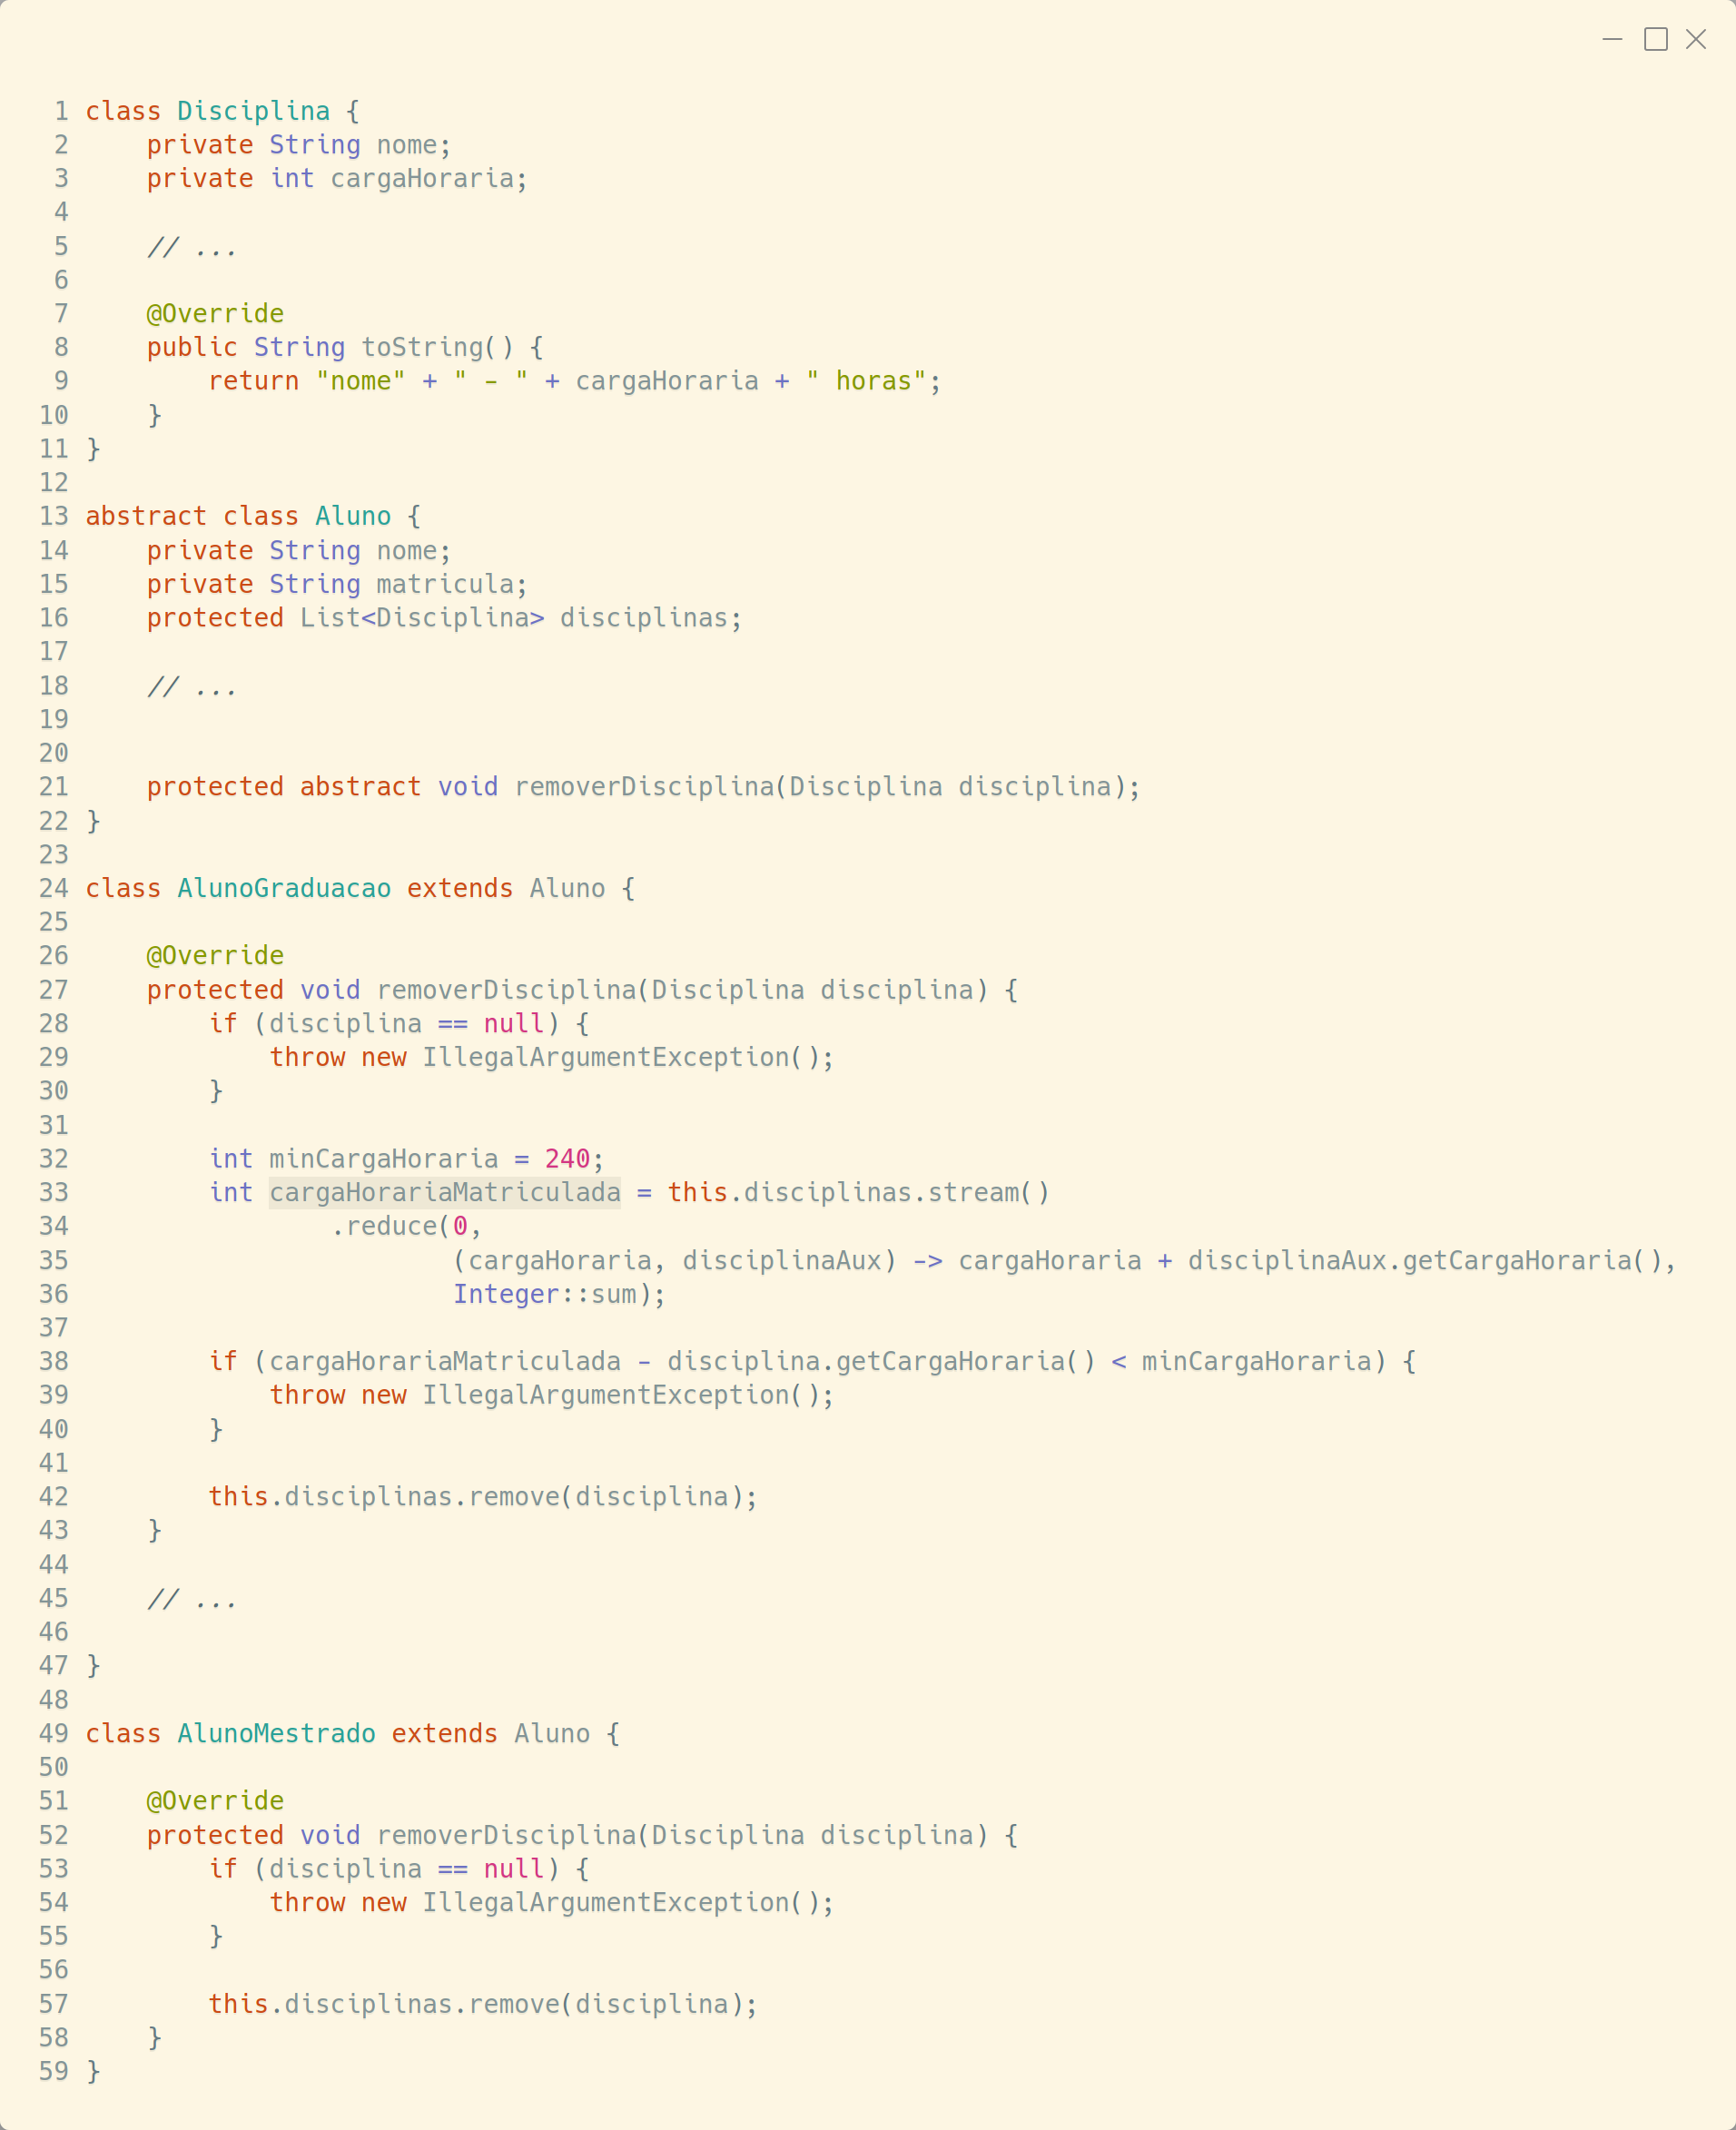 1 class Disciplina {
2     private String nome;
3     private int cargaHoraria;
4
5     // ...
6
7     @Override
8     public String toString() {
9         return "nome" + " - " + cargaHoraria + " horas";
10     }
11 }
12
13 abstract class Aluno {
14     private String nome;
15     private String matricula;
16     protected List<Disciplina> disciplinas;
17
18     // ...
19
20
21     protected abstract void removerDisciplina(Disciplina disciplina);
22 }
23
24 class AlunoGraduacao extends Aluno {
25
26     @Override
27     protected void removerDisciplina(Disciplina disciplina) {
28         if (disciplina == null) {
29             throw new IllegalArgumentException();
30         }
31
32         int minCargaHoraria = 240;
33         int cargaHorariaMatriculada = this.disciplinas.stream()
34                 .reduce(0,
35                         (cargaHoraria, disciplinaAux) -> cargaHoraria + disciplinaAux.getCargaHoraria(),
36                         Integer::sum);
37
38         if (cargaHorariaMatriculada - disciplina.getCargaHoraria() < minCargaHoraria) {
39             throw new IllegalArgumentException();
40         }
41
42         this.disciplinas.remove(disciplina);
43     }
44
45     // ...
46
47 }
48
49 class AlunoMestrado extends Aluno {
50
51     @Override
52     protected void removerDisciplina(Disciplina disciplina) {
53         if (disciplina == null) {
54             throw new IllegalArgumentException();
55         }
56
57         this.disciplinas.remove(disciplina);
58     }
59 }